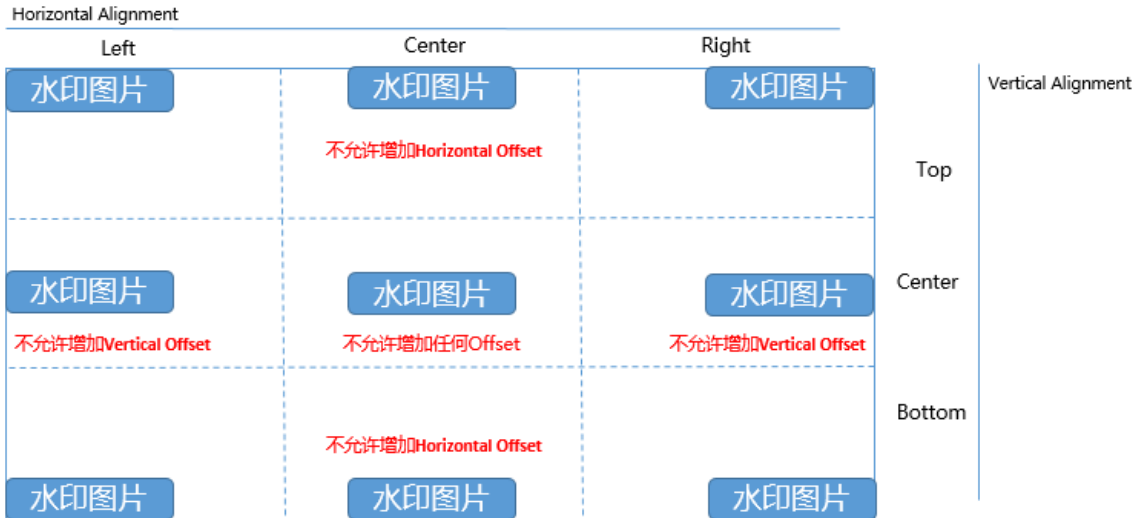 Horizontal Alignment
Left Center Right
水印图片 水印图片 水印图片
Vertical Alignment
不允许增加Horizontal Offset
Top
水印图片 水印图片 水印图片
Center
不允许增加Vertical Offset 不允许增加任何Offset 不允许增加Vertical Offset
Bottom
不允许增加Horizontal Offset
水印图片 水印图片 水印图片